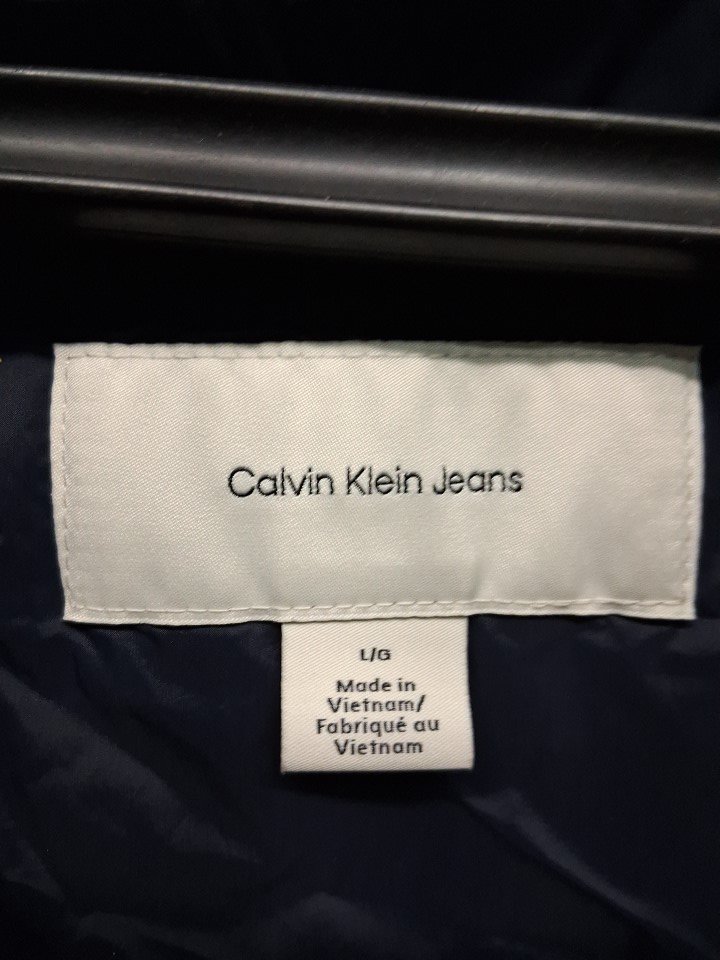 Calvin Klein Jeans
L/G
Made in
Vietnam/
Fabriqué au
Vietnam